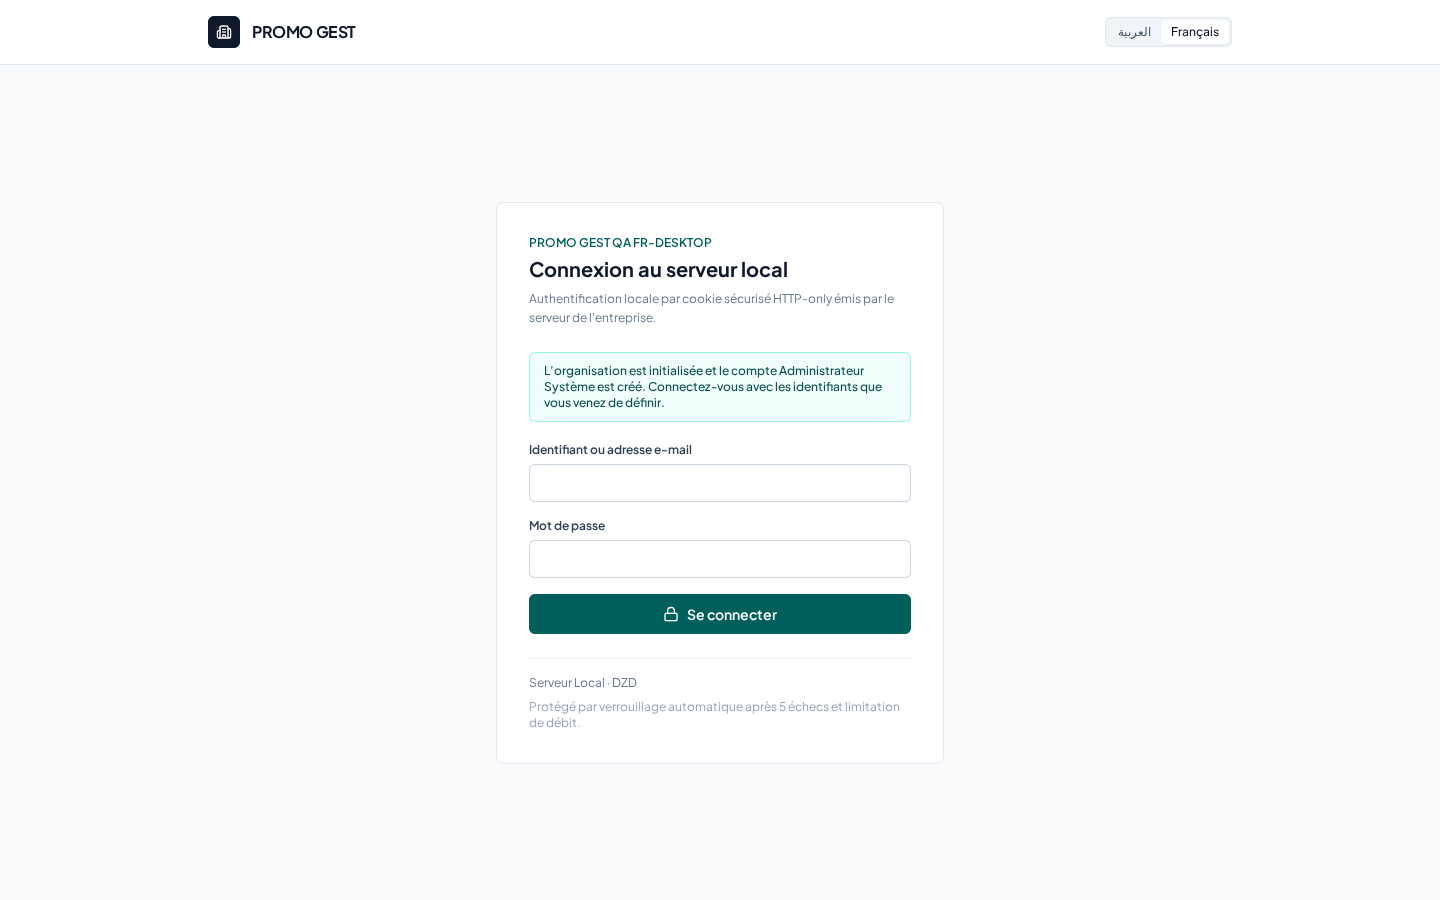 PROMO GEST
العربية
Français
PROMO GEST QA FR-DESKTOP
Connexion au serveur local
Authentification locale par cookie sécurisé HTTP-only émis par le
serveur de l'entreprise.
L'organisation est initialisée et le compte Administrateur
Système est créé. Connectez-vous avec les identifiants que
vous venez de définir.
Identifiant ou adresse e-mail
Mot de passe
Se connecter
Serveur Local · DZD
Protégé par verrouillage automatique après 5 échecs et limitation
de débit.